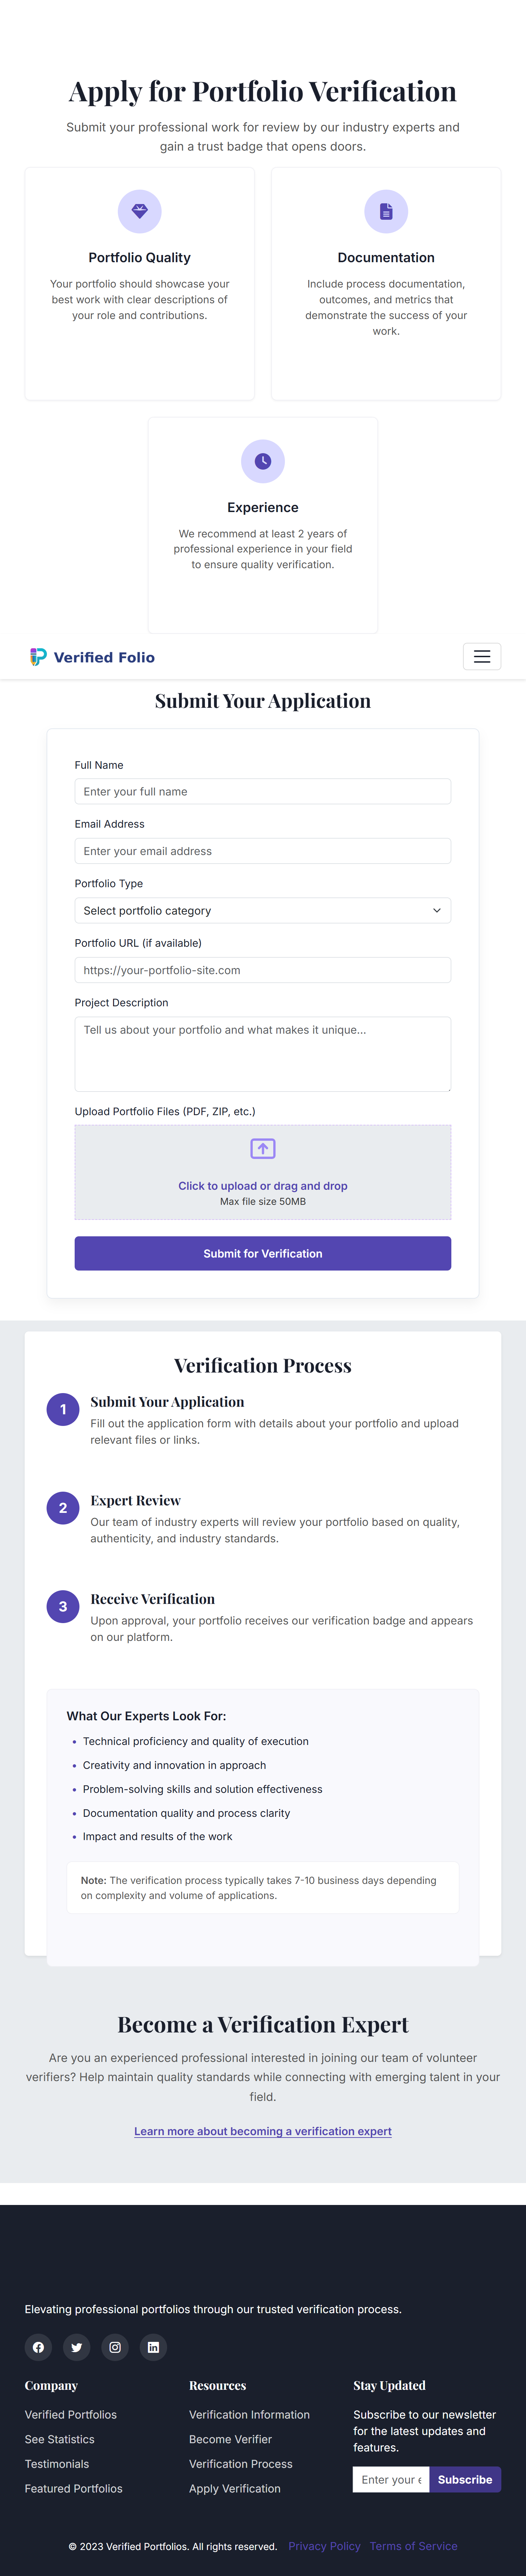 Apply for Portfolio Verification
Submit your professional work for review by our industry experts and
gain a trust badge that opens doors.
Portfolio Quality
Your portfolio should showcase your
best work with clear descriptions of
your role and contributions.
Documentation
Include process documentation,
outcomes, and metrics that
demonstrate the success of your
work.
Experience
We recommend at least 2 years of
professional experience in your field
to ensure quality verification.
Verified Folio
Submit Your Application
Full Name
Enter your full name
Email Address
Enter your email address
Portfolio Type
Select portfolio category
Portfolio URL (if available)
https://your-portfolio-site.com
Project Description
Tell us about your portfolio and what makes it unique...
Upload Portfolio Files (PDF, ZIP, etc.)
Click to upload or drag and drop
Max file size 50MB
Submit for Verification
Verification Process
1
Submit Your Application
Fill out the application form with details about your portfolio and upload
relevant files or links.
2
Expert Review
Our team of industry experts will review your portfolio based on quality,
authenticity, and industry standards.
3
Receive Verification
Upon approval, your portfolio receives our verification badge and appears
on our platform.
What Our Experts Look For:
• Technical proficiency and quality of execution
• Creativity and innovation in approach
• Problem-solving skills and solution effectiveness
• Documentation quality and process clarity
• Impact and results of the work
Note: The verification process typically takes 7-10 business days depending
on complexity and volume of applications.
Become a Verification Expert
Are you an experienced professional interested in joining our team of volunteer
verifiers? Help maintain quality standards while connecting with emerging talent in your
field.
Learn more about becoming a verification expert
Elevating professional portfolios through our trusted verification process.
Company
Verified Portfolios
See Statistics
Testimonials
Featured Portfolios
Resources
Verification Information
Become Verifier
Verification Process
Apply Verification
Stay Updated
Subscribe to our newsletter
for the latest updates and
features.
Enter your e
Subscribe
© 2023 Verified Portfolios. All rights reserved. Privacy Policy Terms of Service